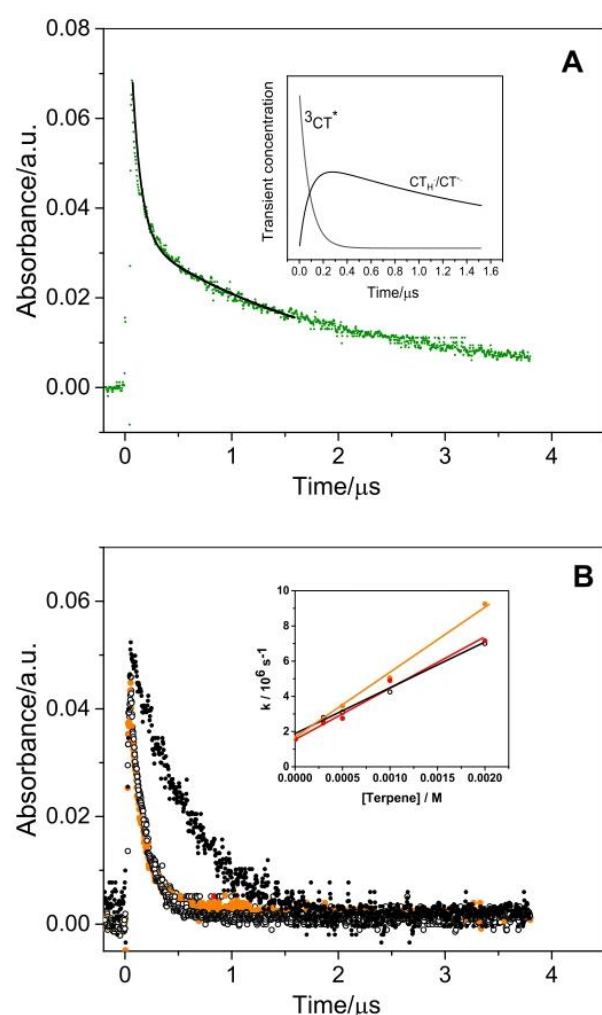 0.08
A
0.06
0.04
0.02
0.00
Absorbance/a.u.
0 1 2 3 4
Time/μs
Transient concentration
³CT*
CT_H·/CT·-
0.0 0.2 0.4 0.6 0.8 1.0 1.2 1.4 1.6
Time/μs
B
0.06
0.04
0.02
0.00
Absorbance/a.u.
0 1 2 3 4
Time/μs
10
8
6
4
2
0
k / 10⁶ s⁻¹
0.0000 0.0005 0.0010 0.0015 0.0020
[Terpene] / M